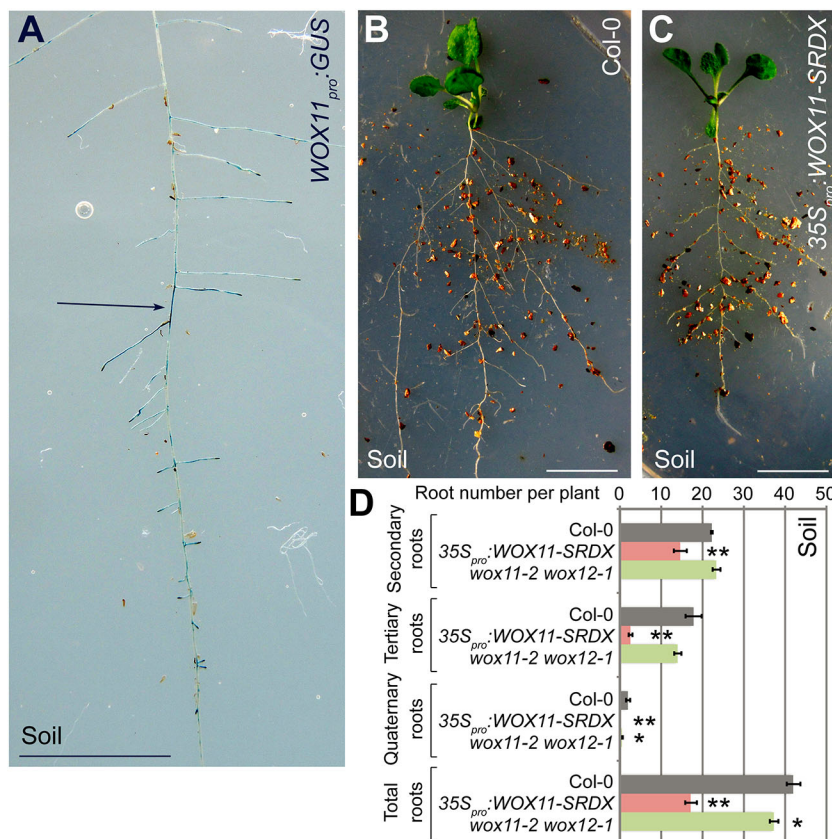 A
WOX11pro:GUS
Soil
B
Col-0
Soil
C
35Spro:WOX11-SRDX
Soil
D
Root number per plant
0 10 20 30 40 50
Soil
Secondary
roots
Col-0
35Spro:WOX11-SRDX **
wox11-2 wox12-1
Tertiary
roots
Col-0
35Spro:WOX11-SRDX **
wox11-2 wox12-1
Quaternary
roots
Col-0
35Spro:WOX11-SRDX **
wox11-2 wox12-1 *
Total
roots
Col-0
35Spro:WOX11-SRDX **
wox11-2 wox12-1 *